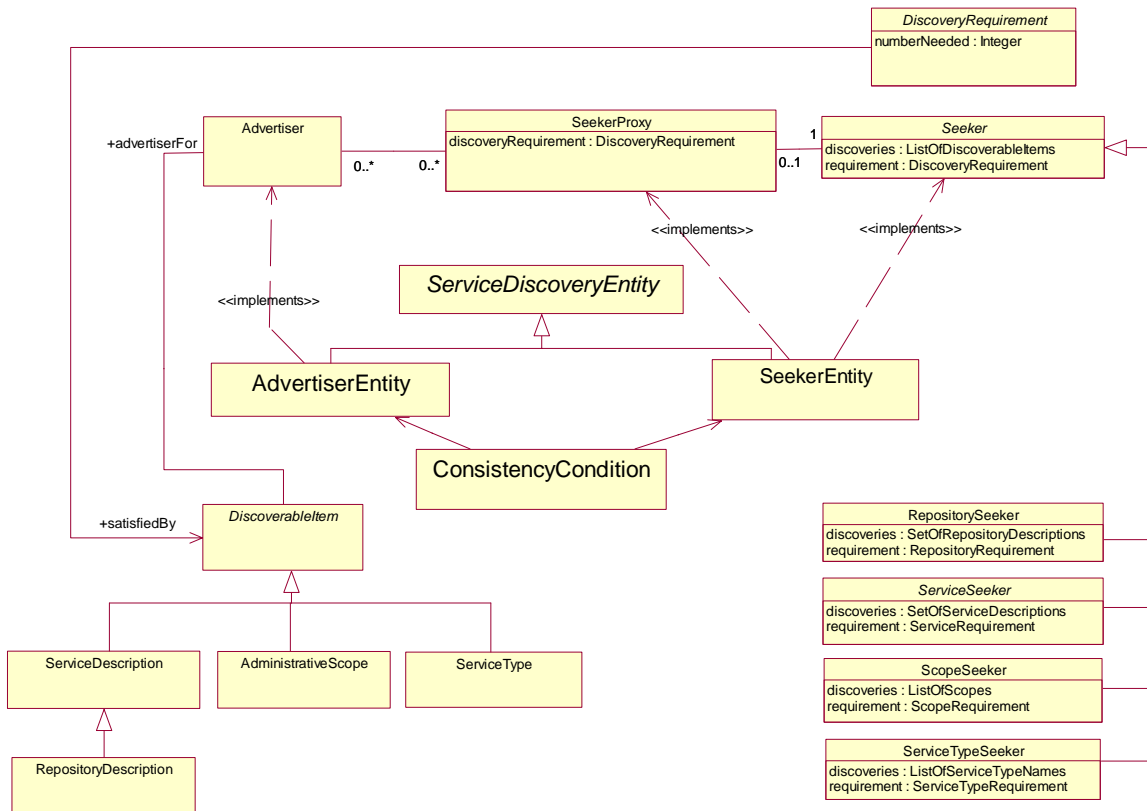 DiscoveryRequirement
numberNeeded : Integer
Advertiser
+advertiserFor
SeekerProxy
discoveryRequirement : DiscoveryRequirement
Seeker
discoveries : ListOfDiscoverableItems
requirement : DiscoveryRequirement
0..*
0..*
1
0..1
<<implements>>
<<implements>>
<<implements>>
ServiceDiscoveryEntity
AdvertiserEntity
SeekerEntity
ConsistencyCondition
+satisfiedBy
DiscoverableItem
ServiceDescription
AdministrativeScope
ServiceType
RepositoryDescription
RepositorySeeker
discoveries : SetOfRepositoryDescriptions
requirement : RepositoryRequirement
ServiceSeeker
discoveries : SetOfServiceDescriptions
requirement : ServiceRequirement
ScopeSeeker
discoveries : ListOfScopes
requirement : ScopeRequirement
ServiceTypeSeeker
discoveries : ListOfServiceTypeNames
requirement : ServiceTypeRequirement